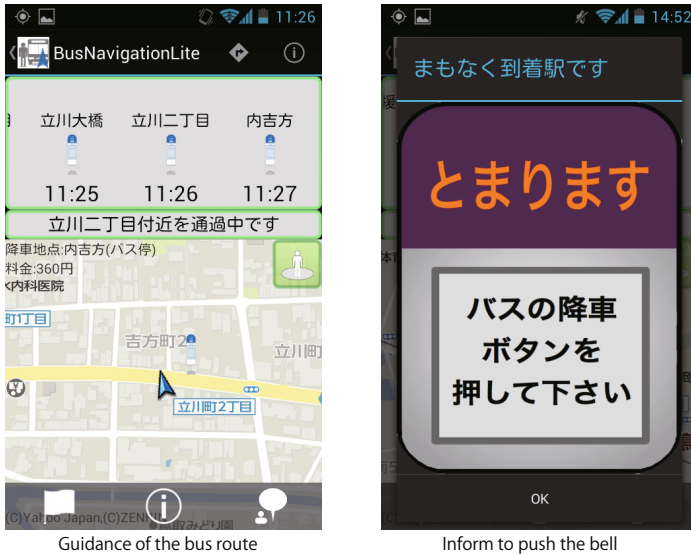 11:26
BusNavigationLite
立川大橋
立川二丁目
内吉方
11:25
11:26
11:27
立川二丁目付近を通過中です
降車地点:内吉方(バス停)
料金:360円
内科医院
町1丁目
吉方町2
立川町
立川町2丁目
(C)Yahoo Japan,(C)ZENRIN
鳥取みどり園
Guidance of the bus route
14:52
まもなく到着駅です
とまります
バスの降車
ボタンを
押して下さい
OK
Inform to push the bell